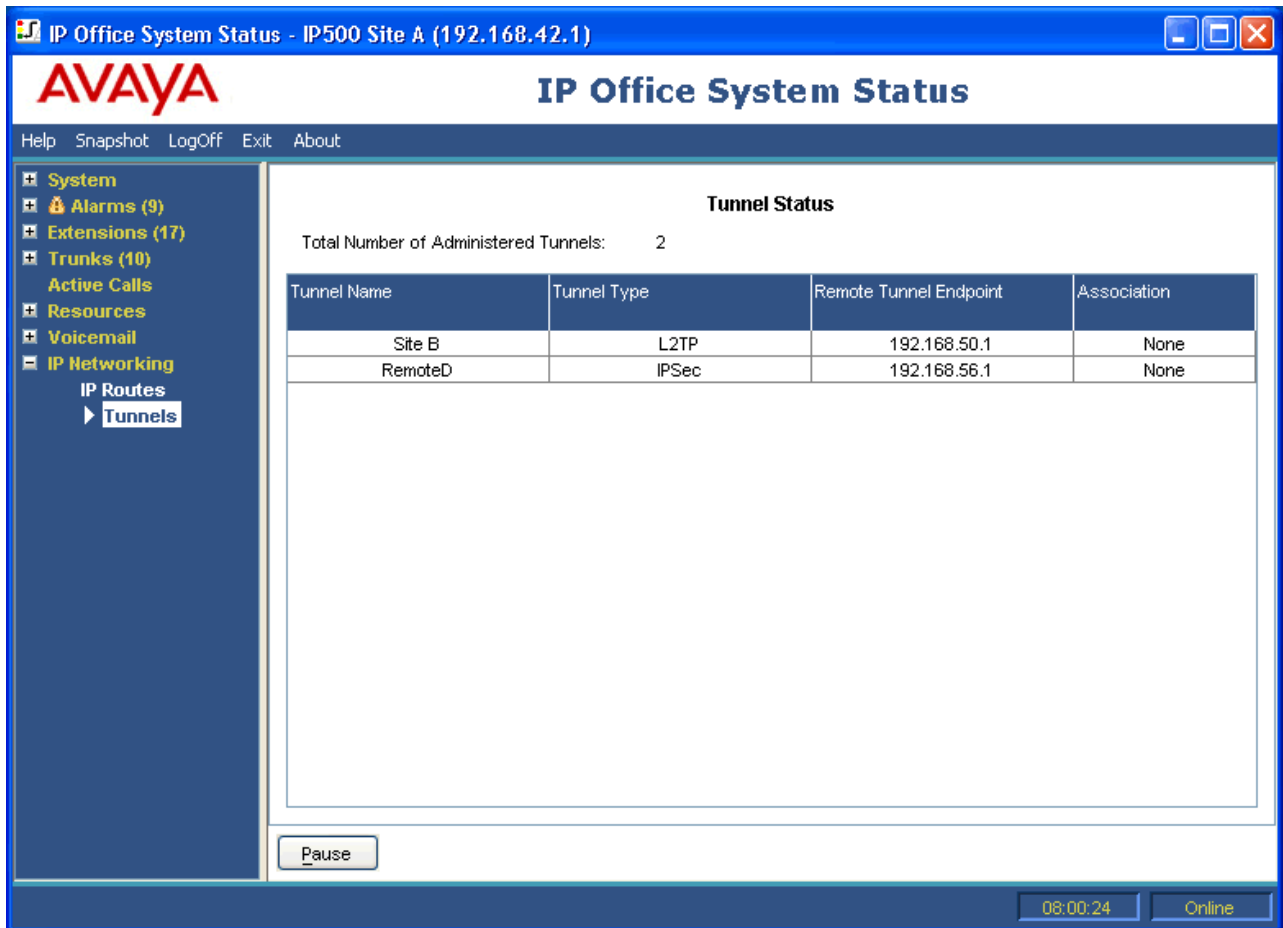 IP Office System Status - IP500 Site A (192.168.42.1)
AVAYA
IP Office System Status
Help Snapshot LogOff Exit About
System
Alarms (9)
Extensions (17)
Trunks (10)
Active Calls
Resources
Voicemail
IP Networking
IP Routes
Tunnels
Tunnel Status
Total Number of Administered Tunnels: 2
Tunnel Name Tunnel Type Remote Tunnel Endpoint Association
Site B L2TP 192.168.50.1 None
RemoteD IPSec 192.168.56.1 None
Pause
08:00:24 Online